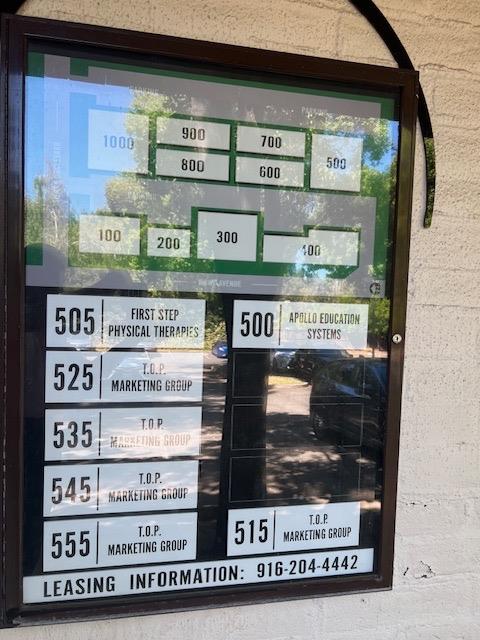 PARKING
1000
900
700
800
600
500
100
200
300
400
AVENUE
505 FIRST STEP
PHYSICAL THERAPIES
500 APOLLO EDUCATION
SYSTEMS
525 T.O.P.
MARKETING GROUP
535 T.O.P.
MARKETING GROUP
545 T.O.P.
MARKETING GROUP
555 T.O.P.
MARKETING GROUP
515 T.O.P.
MARKETING GROUP
LEASING INFORMATION: 916-204-4442